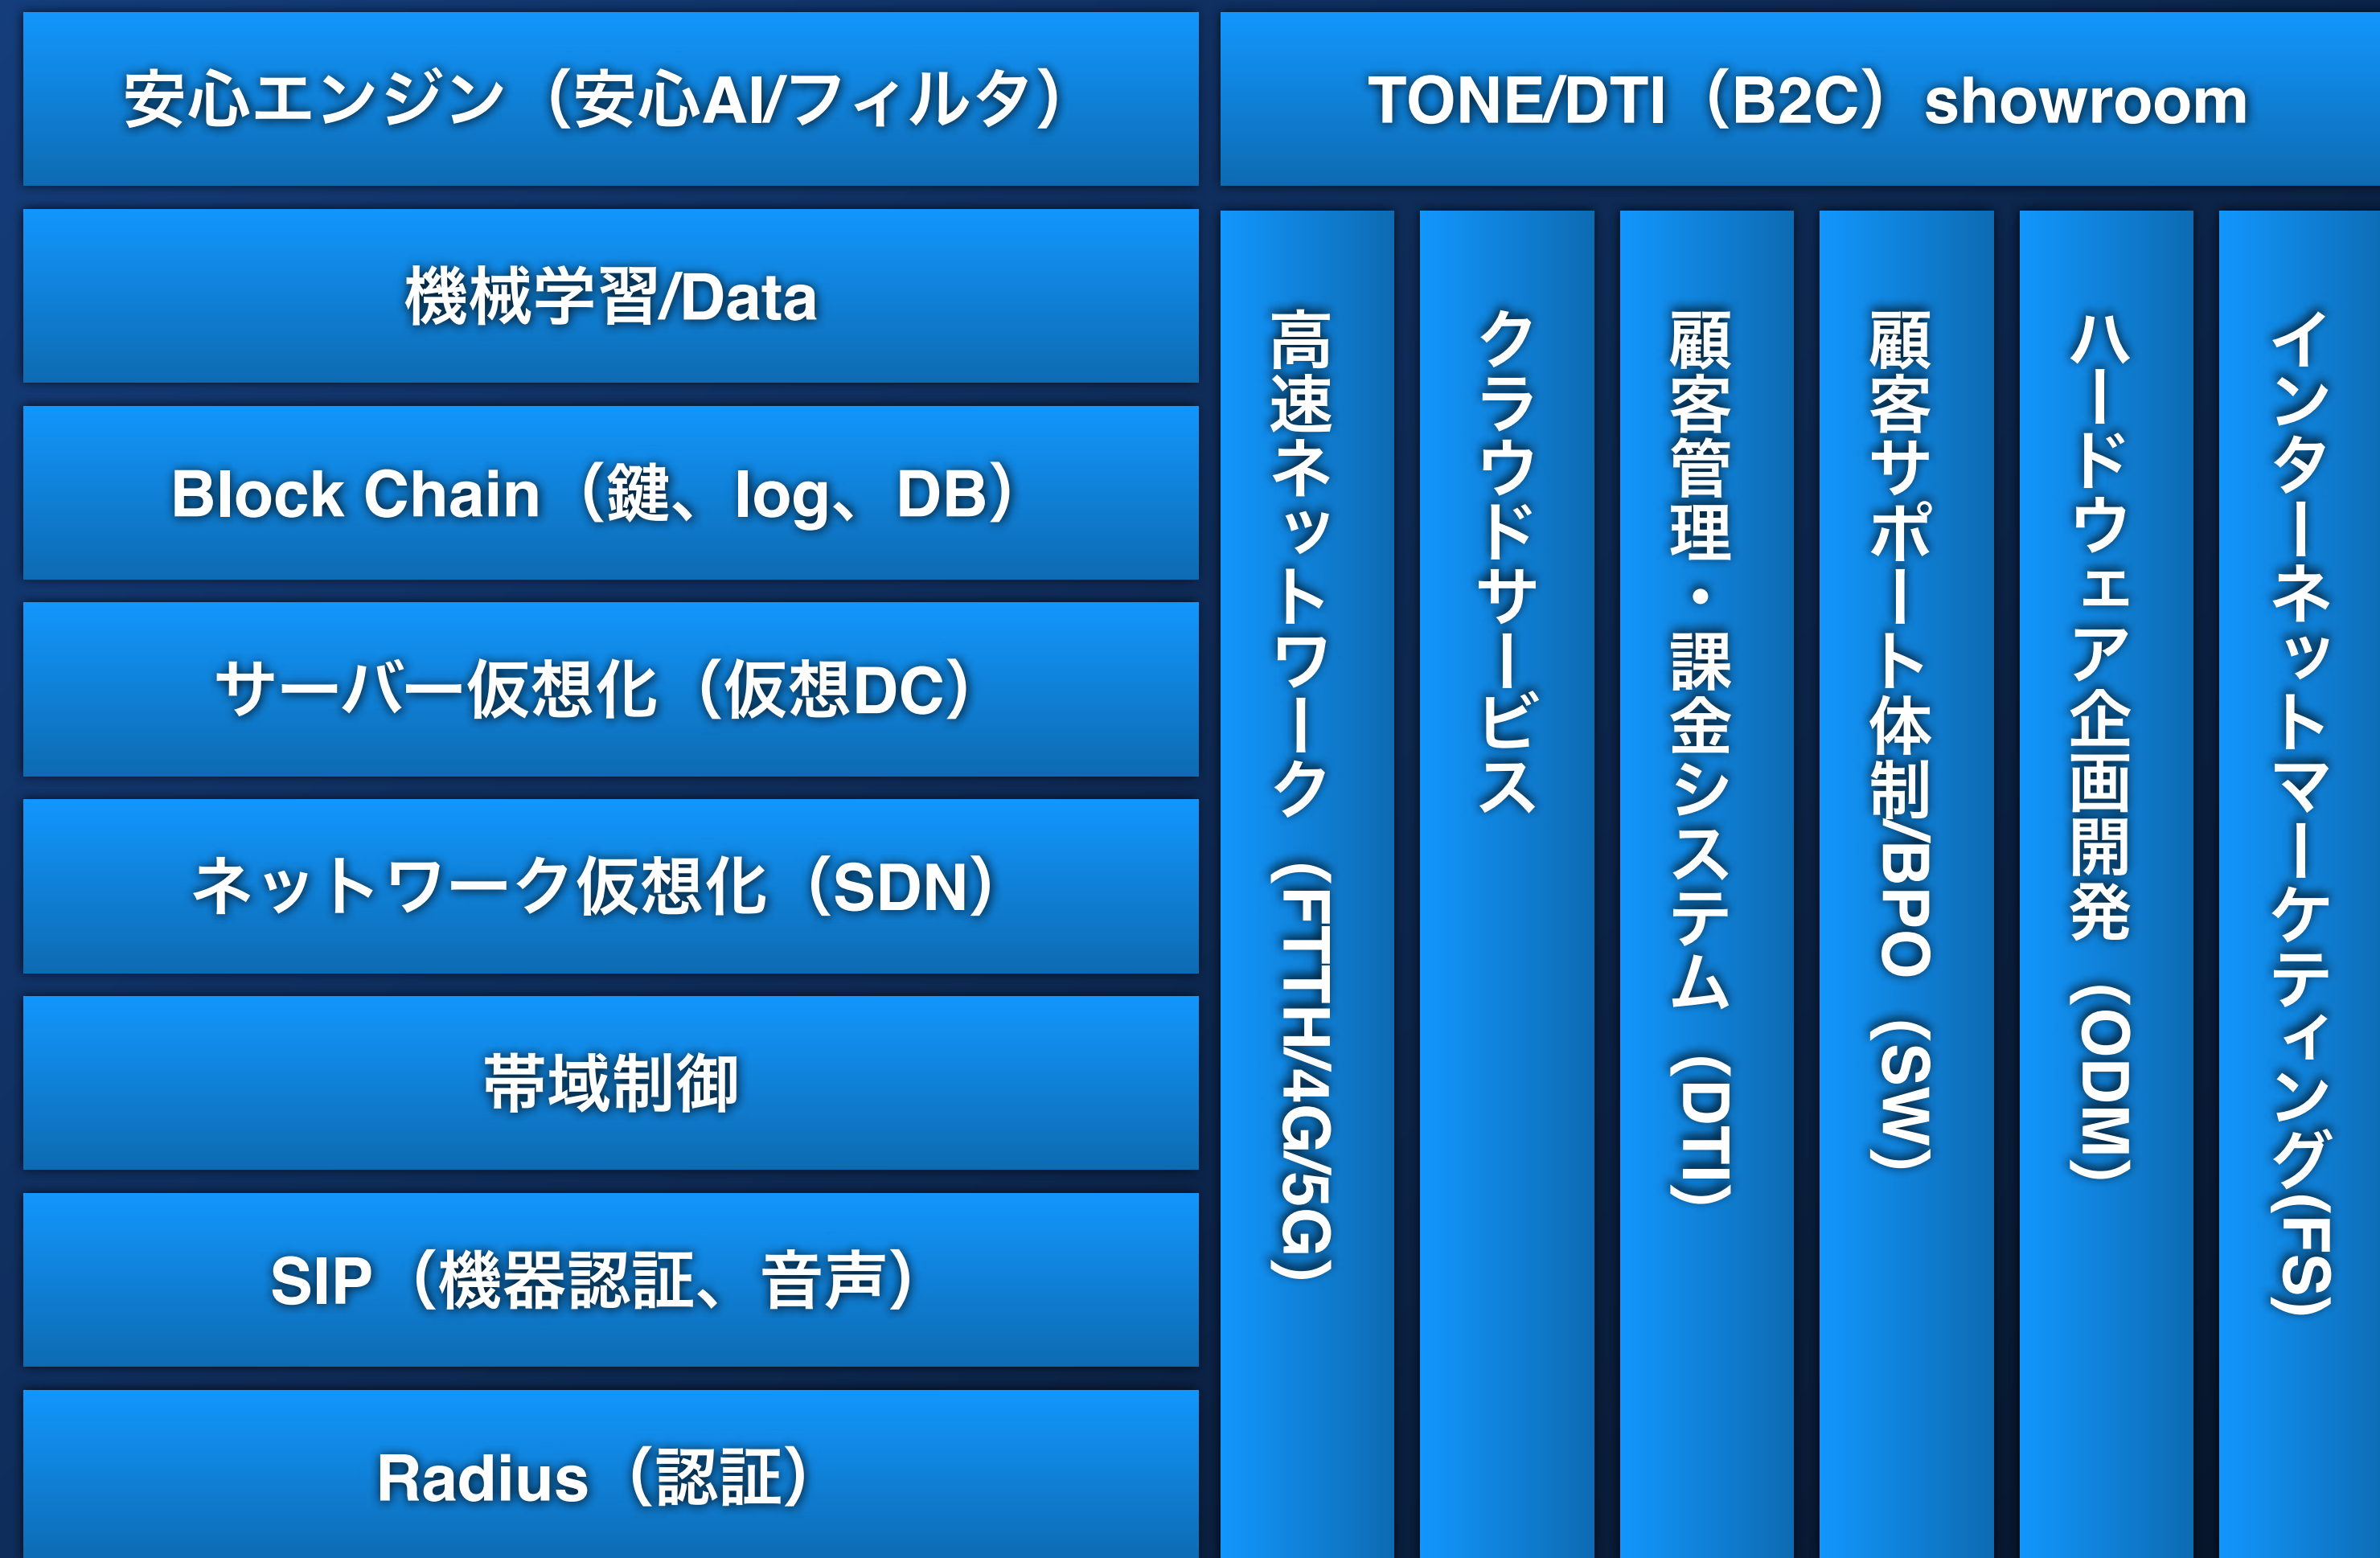 安心エンジン（安心AI/フィルタ）
機械学習/Data
Block Chain（鍵、log、DB）
サーバー仮想化（仮想DC）
ネットワーク仮想化（SDN）
帯域制御
SIP（機器認証、音声）
Radius（認証）
TONE/DTI（B2C）showroom
高速ネットワーク（FTTH/4G/5G）
クラウドサービス
顧客管理・課金システム（DTI）
顧客サポート体制/BPO（SW）
ハードウェア企画開発（ODM）
インターネットマーケティング(FS)